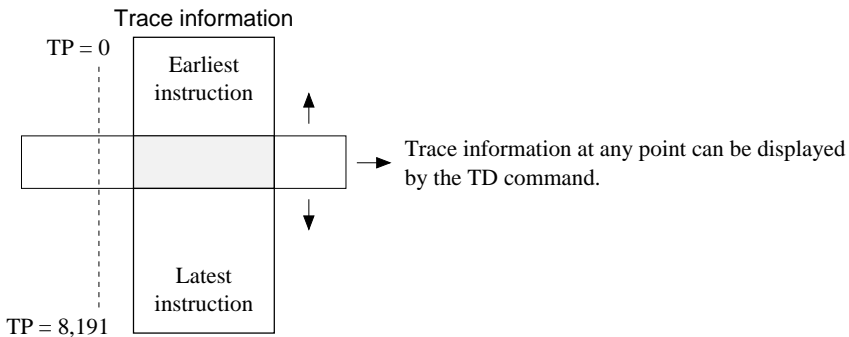 Trace information
TP = 0
Earliest
instruction
Trace information at any point can be displayed
by the TD command.
Latest
instruction
TP = 8,191